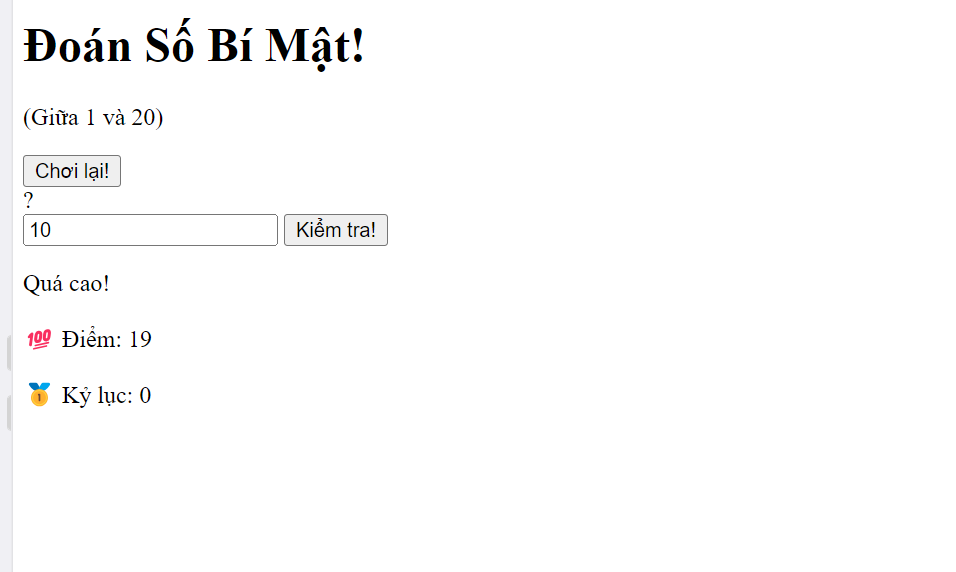 Đoán Số Bí Mật!
(Giữa 1 và 20)
Chơi lại!
?
10 Kiểm tra!
Quá cao!
💯 Điểm: 19
🥇 Kỷ lục: 0